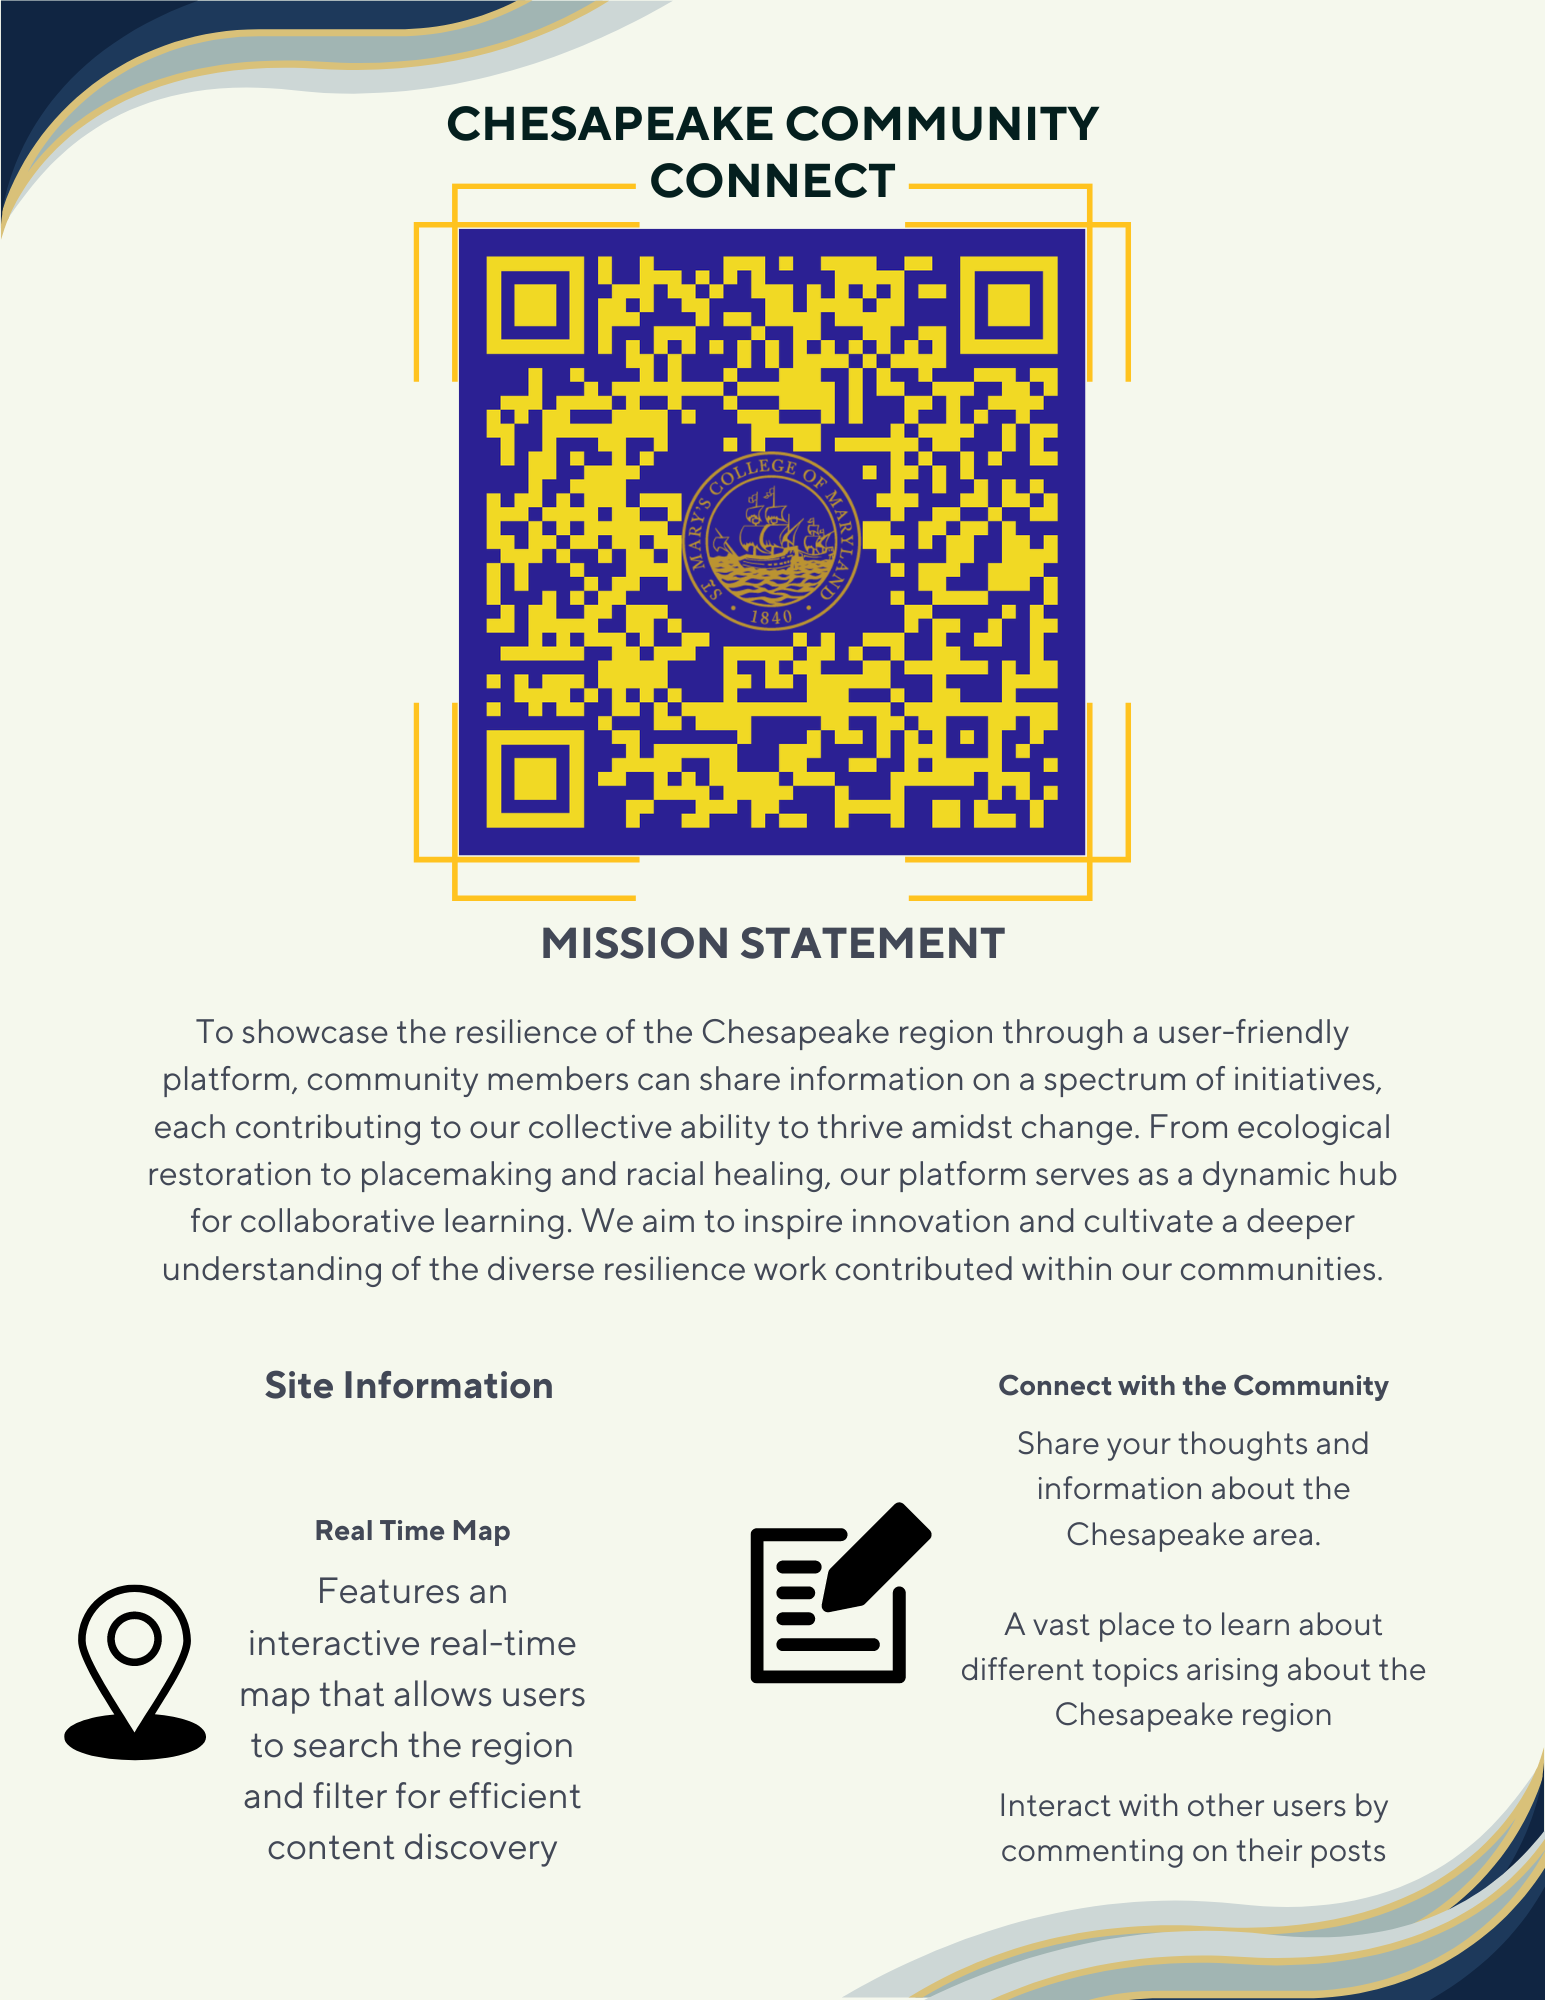 CHESAPEAKE COMMUNITY
CONNECT
ST. MARY'S COLLEGE OF MARYLAND
1840
MISSION STATEMENT
To showcase the resilience of the Chesapeake region through a user-friendly
platform, community members can share information on a spectrum of initiatives,
each contributing to our collective ability to thrive amidst change. From ecological
restoration to placemaking and racial healing, our platform serves as a dynamic hub
for collaborative learning. We aim to inspire innovation and cultivate a deeper
understanding of the diverse resilience work contributed within our communities.
Site Information
Real Time Map
Features an
interactive real-time
map that allows users
to search the region
and filter for efficient
content discovery
Connect with the Community
Share your thoughts and
information about the
Chesapeake area.
A vast place to learn about
different topics arising about the
Chesapeake region
Interact with other users by
commenting on their posts